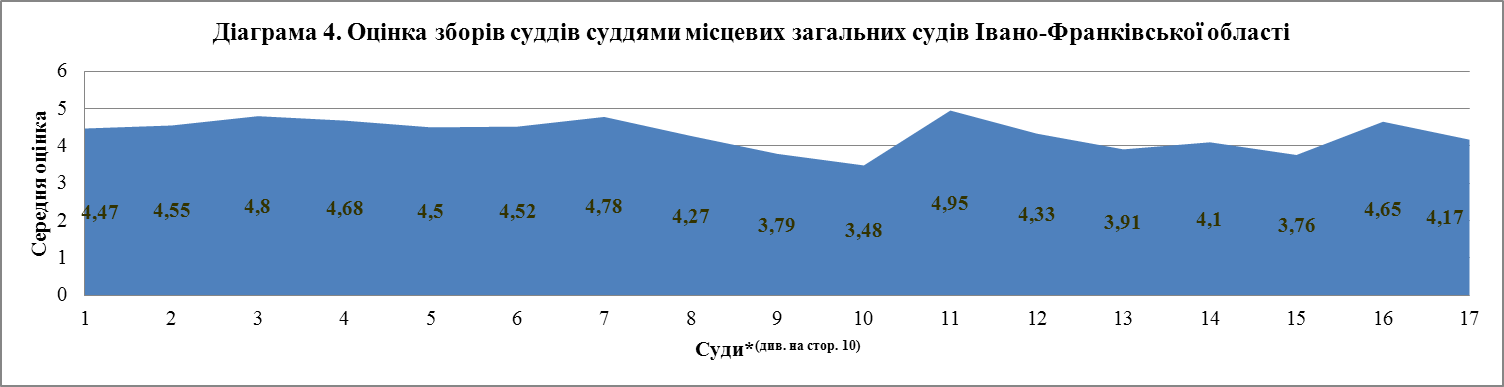 Діаграма 4. Оцінка зборів суддів суддями місцевих загальних судів Івано-Франківської області
Середня оцінка
6
5
4
3
2
1
0
4,47 4,55 4,8 4,68 4,5 4,52 4,78 4,27 3,79 3,48 4,95 4,33 3,91 4,1 3,76 4,65 4,17
1 2 3 4 5 6 7 8 9 10 11 12 13 14 15 16 17
Суди*(див. на стор. 10)